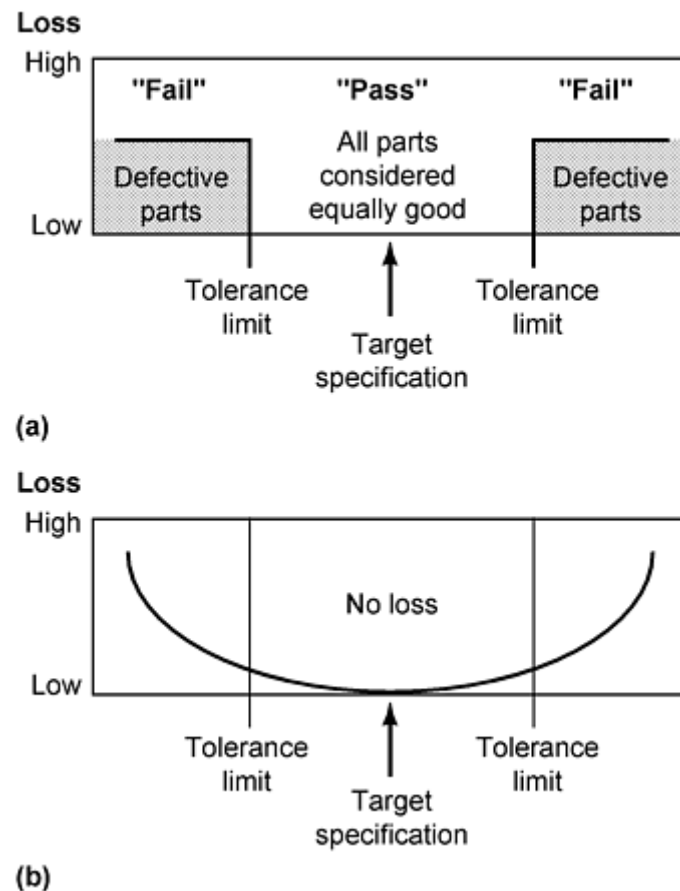 Loss
High
"Fail" "Pass" "Fail"
All parts
considered
equally good
Defective
parts
Defective
parts
Low
Tolerance
limit
Tolerance
limit
Target
specification
(a)
Loss
High
No loss
Low
Tolerance
limit
Tolerance
limit
Target
specification
(b)